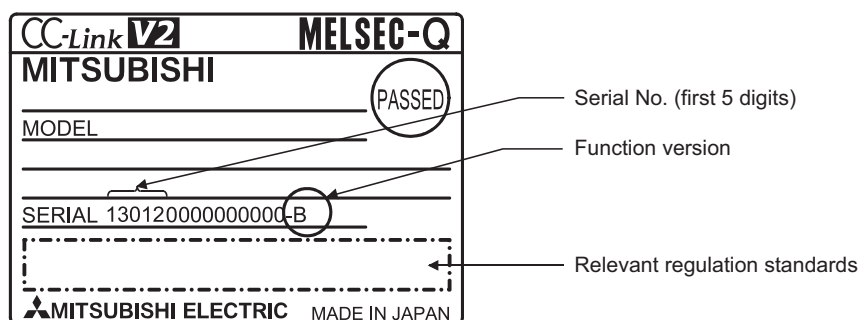 CC-Link V2 MELSEC-Q
MITSUBISHI
PASSED
MODEL
SERIAL 130120000000000-B
MITSUBISHI ELECTRIC MADE IN JAPAN
Serial No. (first 5 digits)
Function version
Relevant regulation standards